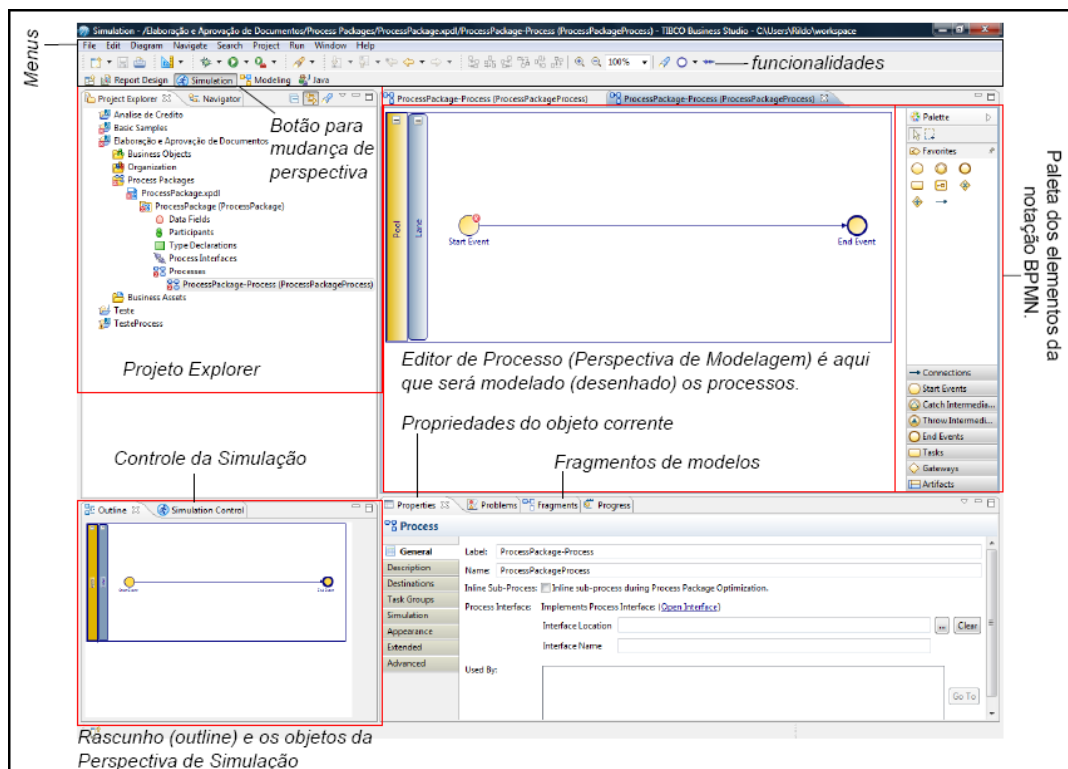 Menus
Simulation - /Elaboração e Aprovação de Documentos/Process Packages/ProcessPackage.xpdl/ProcessPackage-Process (ProcessPackageProcess) - TIBCO Business Studio - C:\Users\Rildo\workspace
File Edit Diagram Navigate Search Project Run Window Help
100%
funcionalidades
Report Design Simulation Modeling Java
Project Explorer Navigator
Analise de Credito
Basic Samples
Elaboração e Aprovação de Documentos
Business Objects
Organization
Process Packages
ProcessPackage.xpdl
ProcessPackage (ProcessPackage)
Data Fields
Participants
Type Declarations
Process Interfaces
Processes
ProcessPackage-Process (ProcessPackageProcess)
Business Assets
Teste
TesteProcess
Botão para
mudança de
perspectiva
Projeto Explorer
ProcessPackage-Process (ProcessPackageProcess) ProcessPackage-Process (ProcessPackageProcess)
Pool
Lane
Start Event
End Event
Editor de Processo (Perspectiva de Modelagem) é aqui
que será modelado (desenhado) os processos.
Palette
Favorites
Connections
Start Events
Catch Intermedia...
Throw Intermedi...
End Events
Tasks
Gateways
Artifacts
Paleta dos elementos da
notação BPMN.
Propriedades do objeto corrente
Fragmentos de modelos
Controle da Simulação
Outline Simulation Control
Properties Problems Fragments Progress
Process
General
Description
Destinations
Task Groups
Simulation
Appearance
Extended
Advanced
Label: ProcessPackage-Process
Name: ProcessPackageProcess
Inline Sub-Process: Inline sub-process during Process Package Optimization.
Process Interface: Implements Process Interface: (Open Interface)
Interface Location ... Clear
Interface Name
Used By:
Go To
Rascunho (outline) e os objetos da
Perspectiva de Simulação